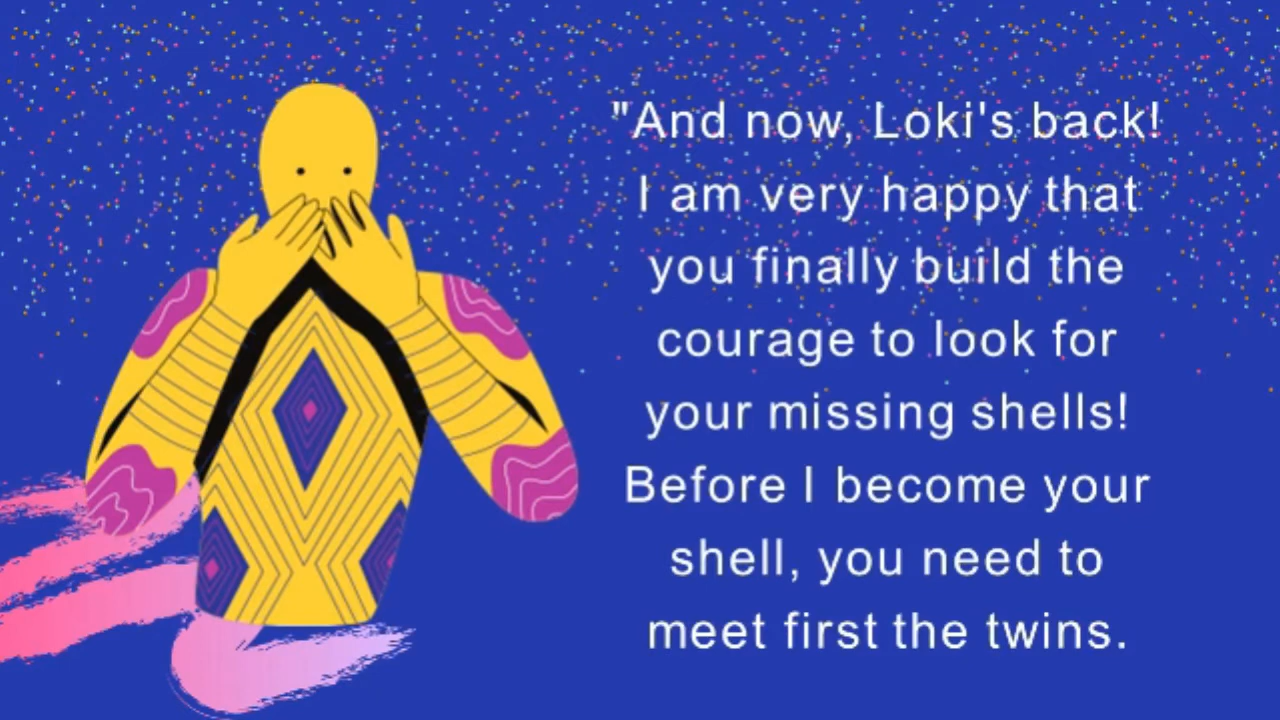 "And now, Loki's back!
I am very happy that
you finally build the
courage to look for
your missing shells!
Before I become your
shell, you need to
meet first the twins.